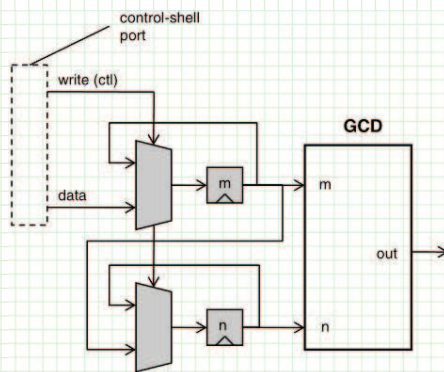 control-shell
port
write (ctl)
GCD
m
m
data
out
n
n